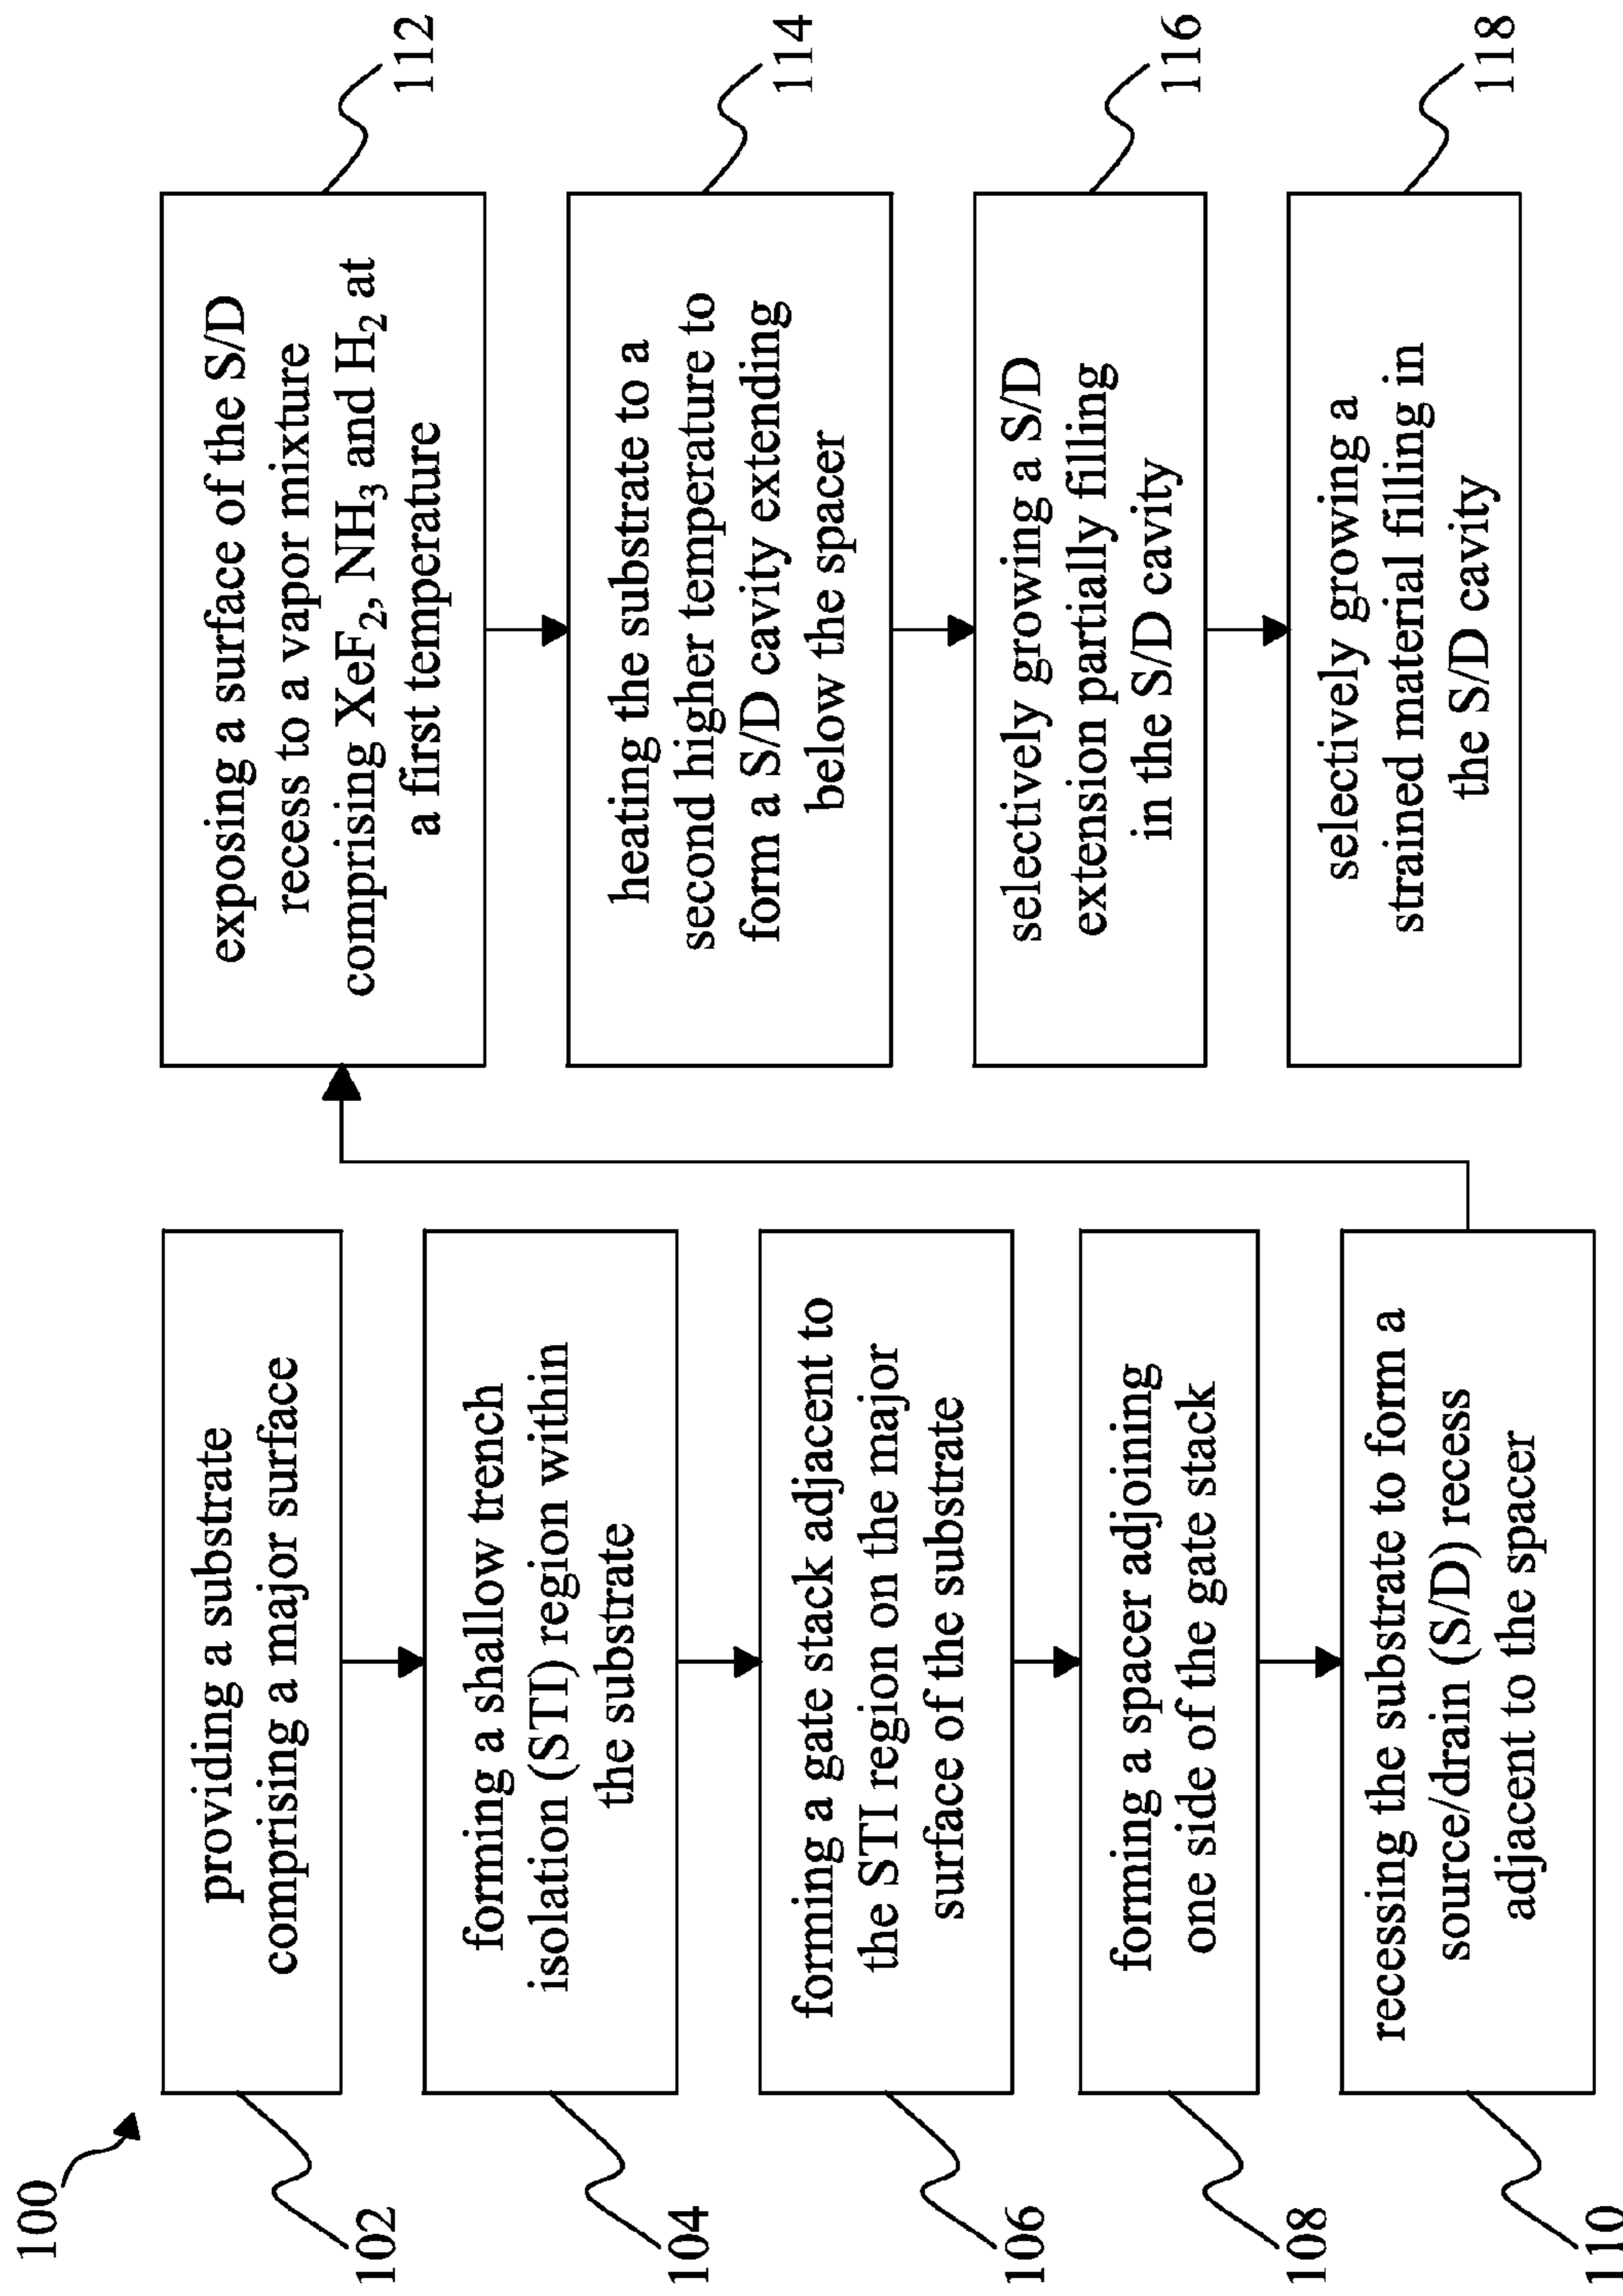 100
102
providing a substrate
comprising a major surface
104
forming a shallow trench
isolation (STI) region within
the substrate
106
forming a gate stack adjacent to
the STI region on the major
surface of the substrate
108
forming a spacer adjoining
one side of the gate stack
110
recessing the substrate to form a
source/drain (S/D) recess
adjacent to the spacer
exposing a surface of the S/D
recess to a vapor mixture
comprising XeF₂, NH₃ and H₂ at
a first temperature
112
heating the substrate to a
second higher temperature to
form a S/D cavity extending
below the spacer
114
selectively growing a S/D
extension partially filling
in the S/D cavity
116
selectively growing a
strained material filling in
the S/D cavity
118